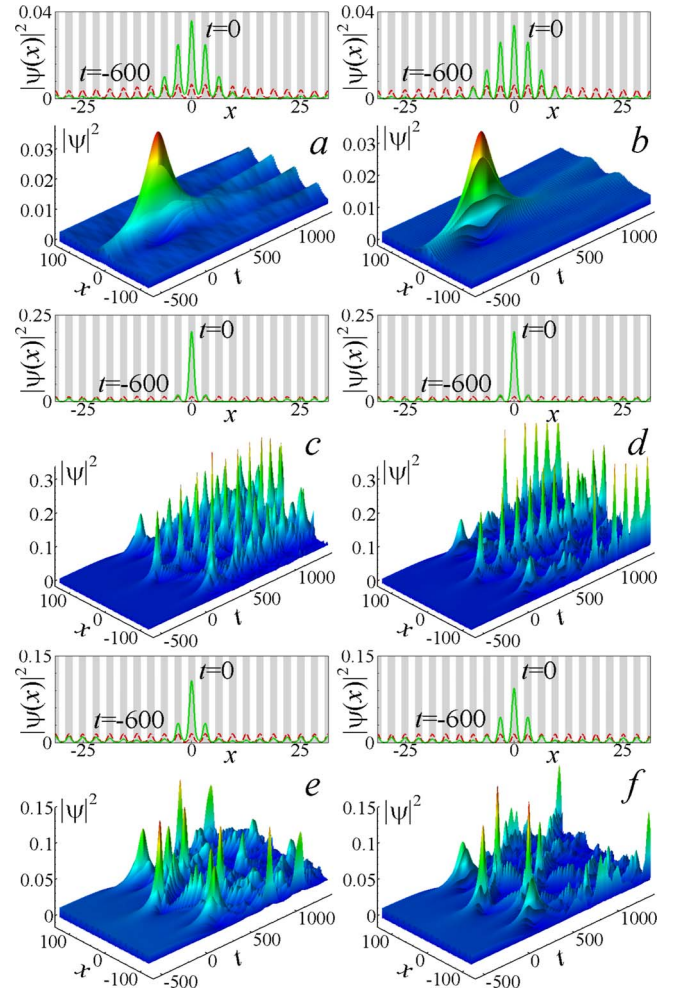 0.04 |ψ(x)|² t=0 t=-600 0 -25 0 x 25
0.04 |ψ(x)|² t=0 t=-600 0 -25 0 x 25
|ψ|² a 0.03 0.02 0.01 0 100 0 -100 x -500 0 500 1000 t
|ψ|² b 0.03 0.02 0.01 0 100 0 -100 x -500 0 500 1000 t
0.25 |ψ(x)|² t=0 t=-600 0 -25 0 x 25
0.25 |ψ(x)|² t=0 t=-600 0 -25 0 x 25
|ψ|² c 0.3 0.2 0.1 0 100 0 -100 x -500 0 500 1000 t
|ψ|² d 0.3 0.2 0.1 0 100 0 -100 x -500 0 500 1000 t
0.15 |ψ(x)|² t=0 t=-600 0 -25 0 x 25
0.15 |ψ(x)|² t=0 t=-600 0 -25 0 x 25
0.15 |ψ|² e 0.10 0.05 0 100 0 -100 x -500 0 500 1000 t
0.15 |ψ|² f 0.1 0.05 0 100 0 -100 x -500 0 500 1000 t